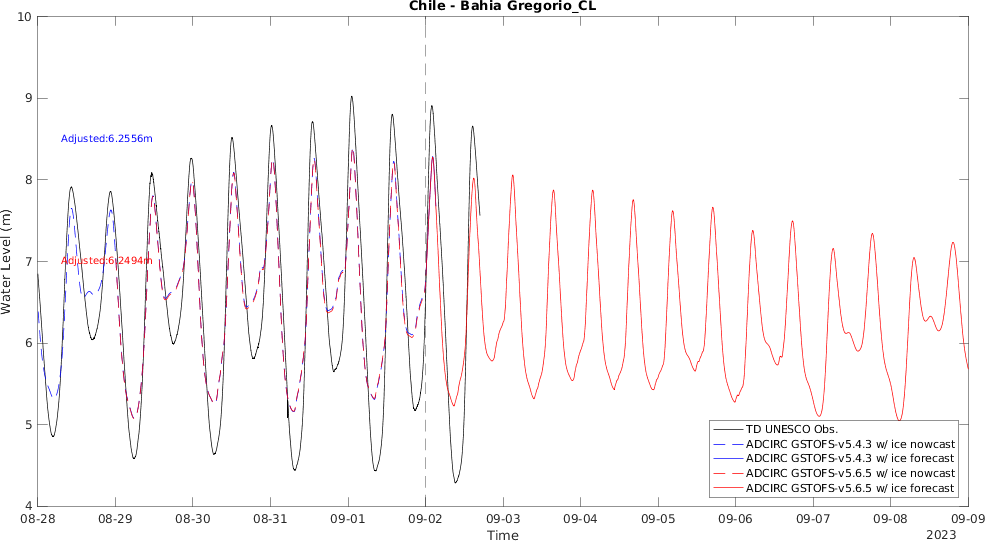 Chile - Bahia Gregorio_CL
10
9
8
7
6
5
4
Water Level (m)
Adjusted:6.2556m
Adjusted:6.2494m
TD UNESCO Obs.
ADCIRC GSTOFS-v5.4.3 w/ ice nowcast
ADCIRC GSTOFS-v5.4.3 w/ ice forecast
ADCIRC GSTOFS-v5.6.5 w/ ice nowcast
ADCIRC GSTOFS-v5.6.5 w/ ice forecast
08-28 08-29 08-30 08-31 09-01 09-02 09-03 09-04 09-05 09-06 09-07 09-08 09-09
Time
2023